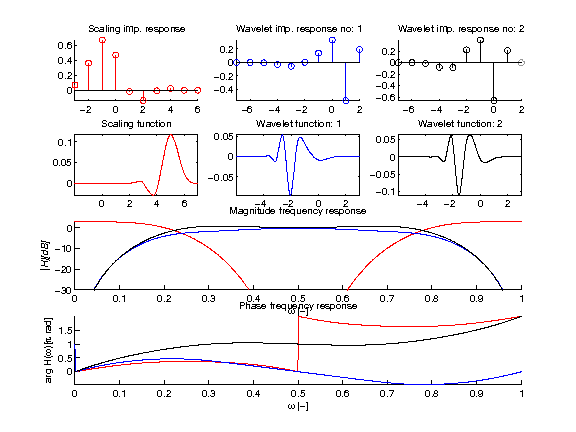 Scaling imp. response
Wavelet imp. response no: 1
Wavelet imp. response no: 2
0.6
0.4
0.2
0
-2 0 2 4 6
0.2
0
-0.2
-0.4
-0.6
-6 -4 -2 0 2
0.2
0
-0.2
-0.4
-6 -4 -2 0 2
Scaling function
Wavelet function: 1
Wavelet function: 2
0.1
0.05
0
0 2 4 6
0.05
0
-0.05
-4 -2 0 2
0.05
0
-0.05
-0.1
-4 -2 0 2
Magnitude frequency response
|H|[dB]
0
-10
-20
-30
0 0.1 0.2 0.3 0.4 0.5 0.6 0.7 0.8 0.9 1
ω [-]
Phase frequency response
arg H(ω)[π rad]
1.5
1
0.5
0
0 0.1 0.2 0.3 0.4 0.5 0.6 0.7 0.8 0.9 1
ω [-]